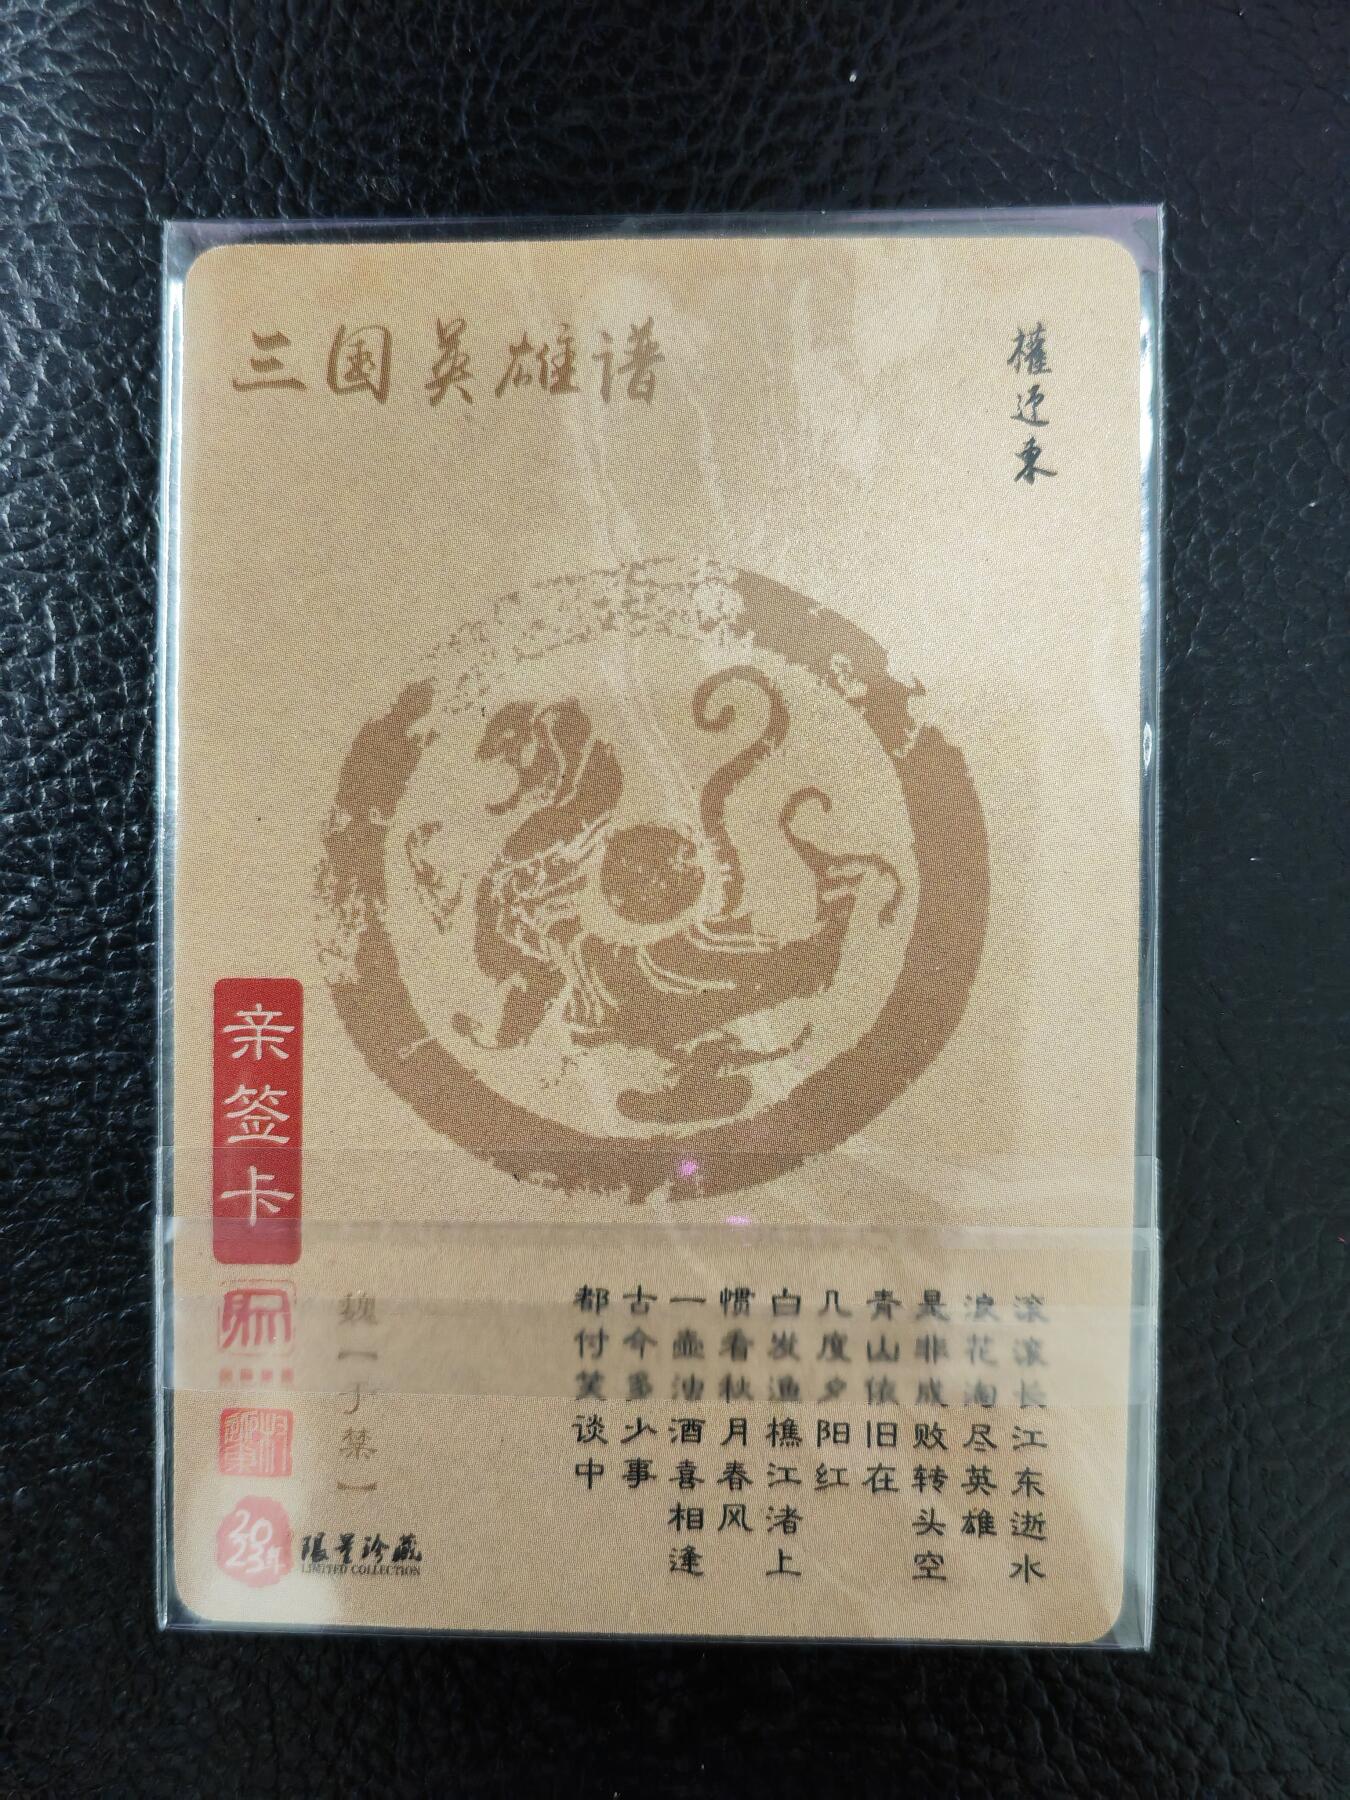 三国英雄谱
權迎東
亲签卡
魏【于禁】
滚滚长江东逝水
浪花淘尽英雄
是非成败转头空
青山依旧在
几度夕阳红
白发渔樵江渚上
惯看秋月春风
一壶浊酒喜相逢
古今多少事
都付笑谈中
2023年
限量珍藏
LIMITED COLLECTION